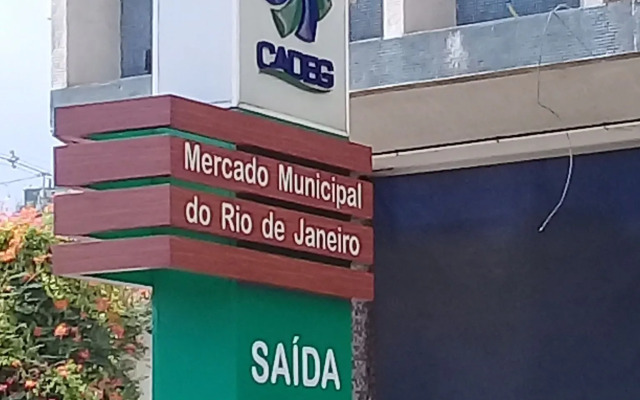 CADEG
Mercado Municipal
do Rio de Janeiro
SAÍDA